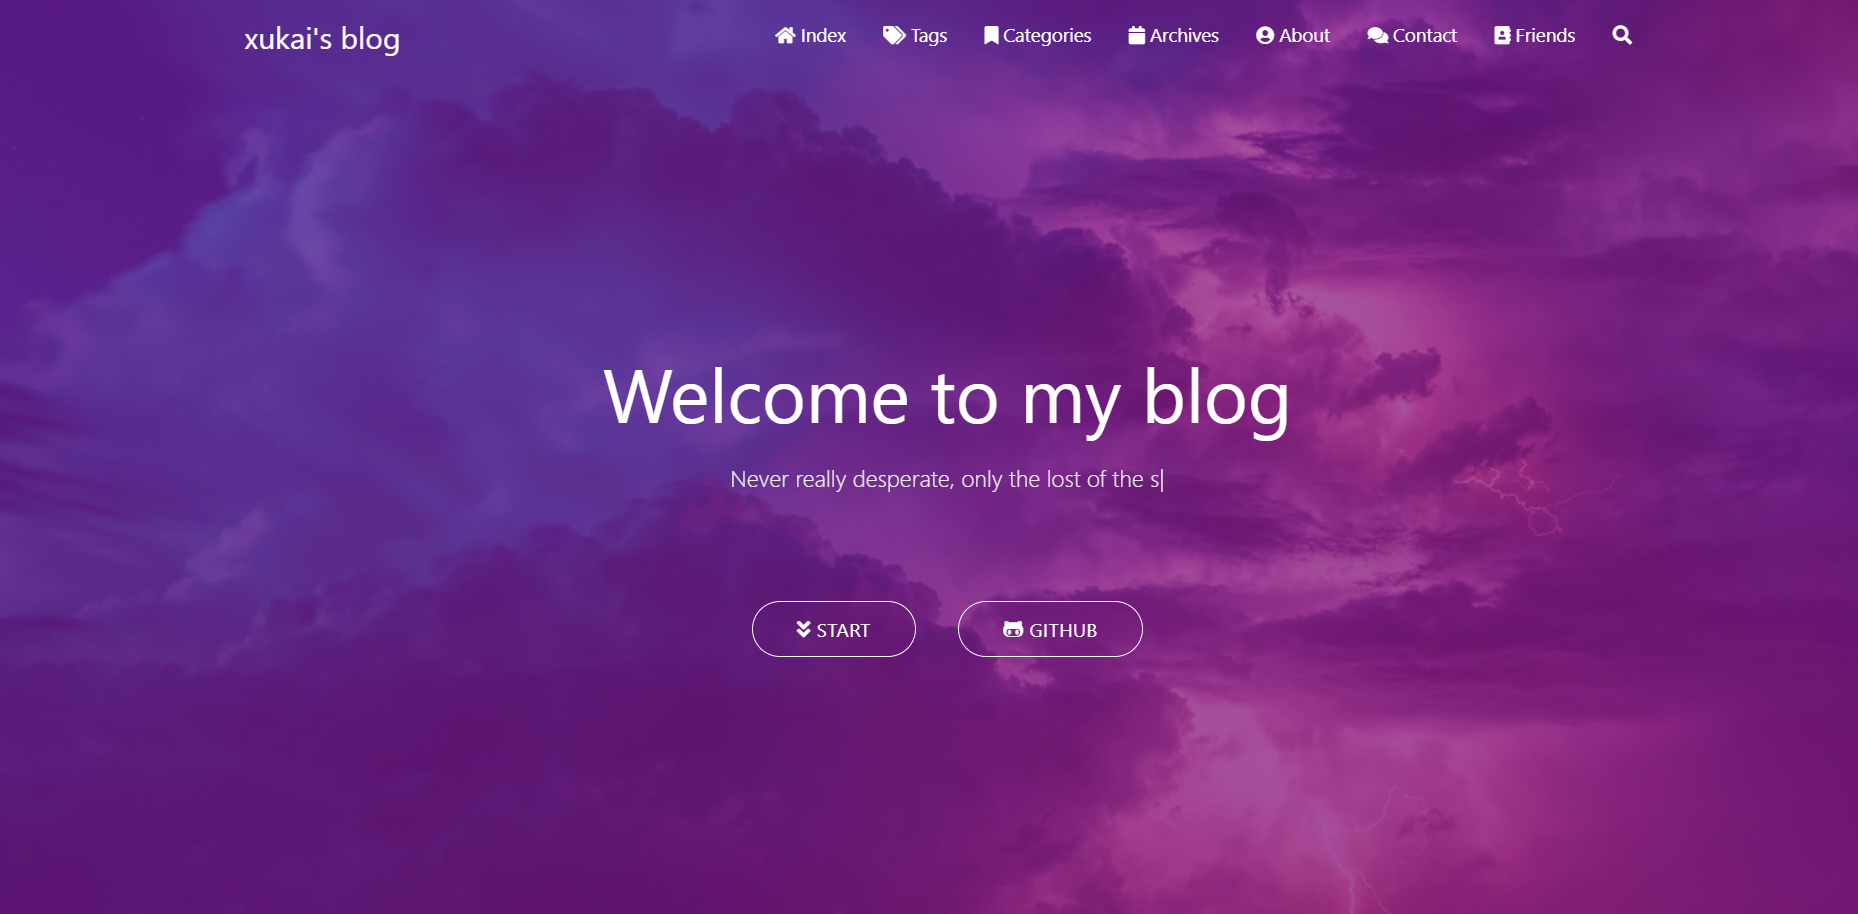 xukai's blog
Index Tags Categories Archives About Contact Friends
Welcome to my blog
Never really desperate, only the lost of the s|
START GITHUB